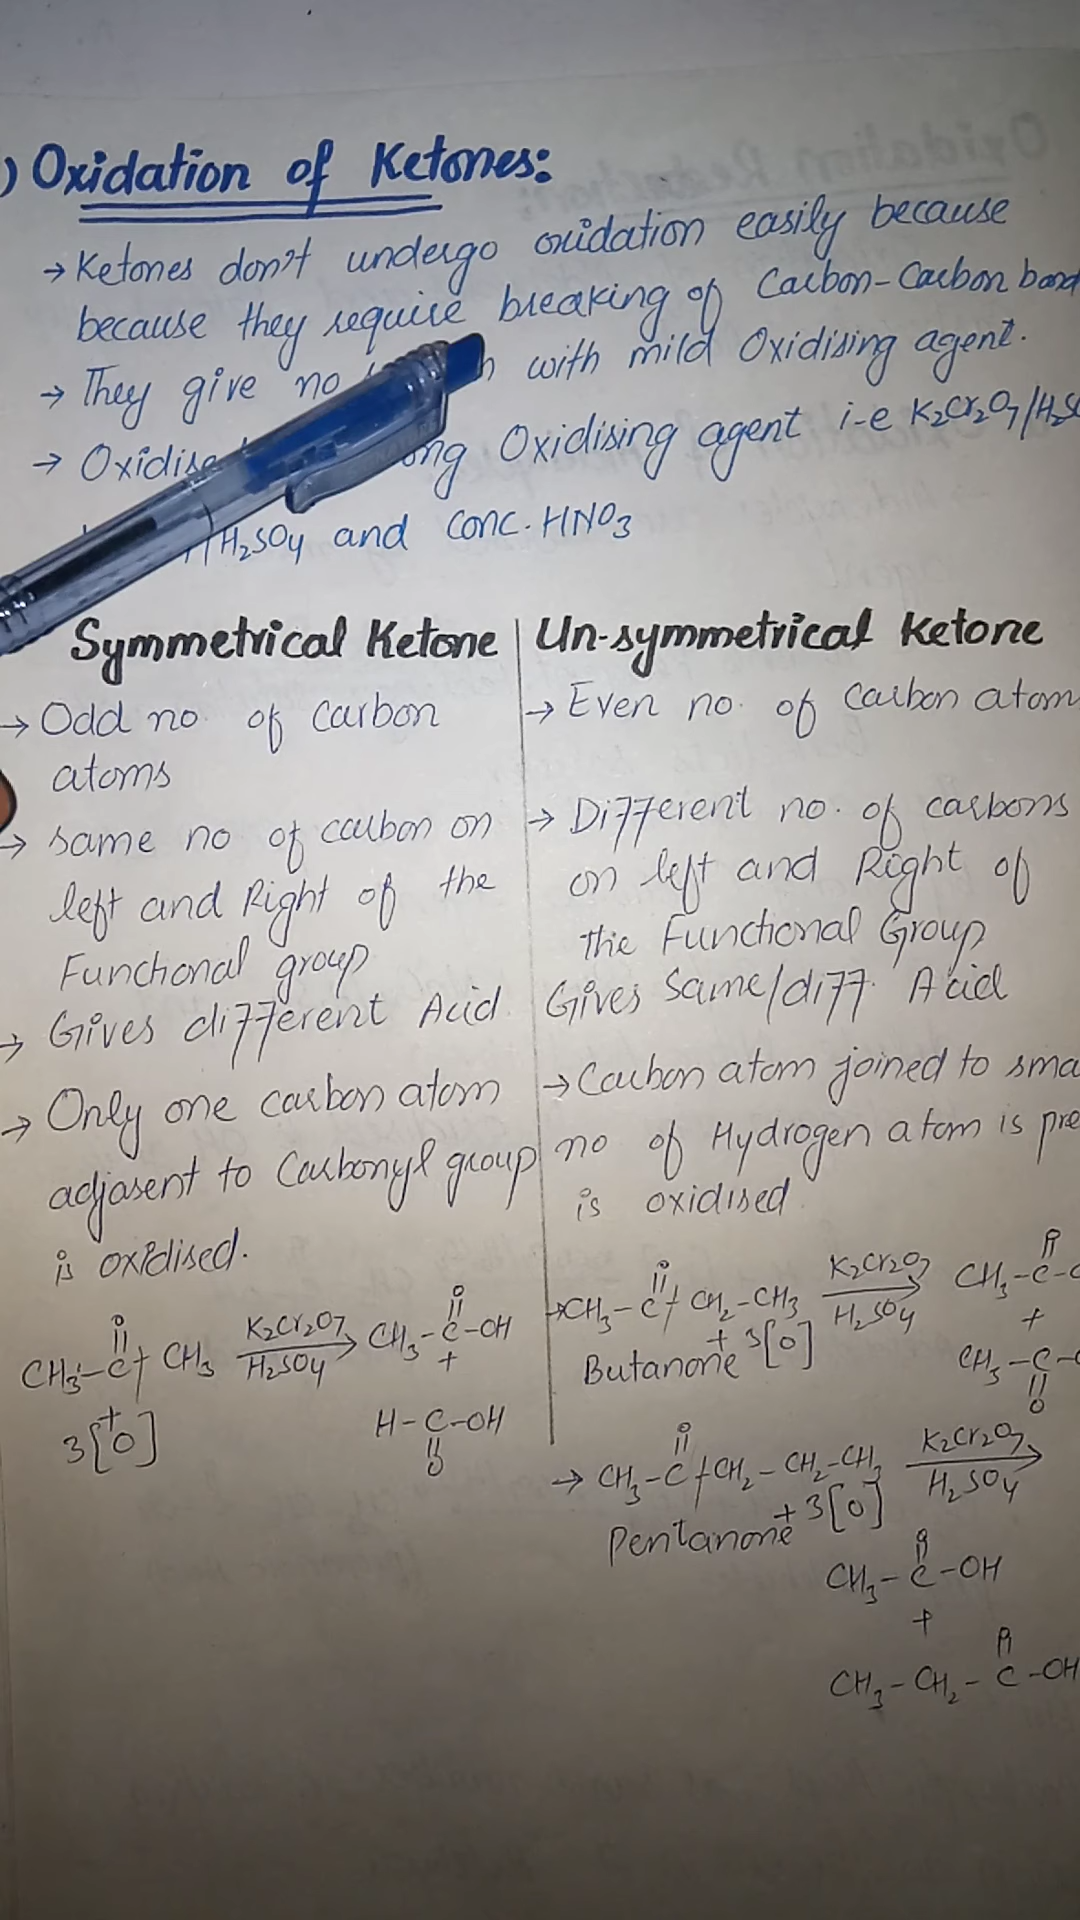 ) Oxidation of Ketones:
→ Ketones don't undergo oxidation easily because
because they require breaking of Carbon-Carbon bond
→ They give no with mild Oxidising agent.
→ Oxidise Oxidising agent i-e K₂Cr₂O₇/H₂SO
/H₂SO₄ and conc. HNO₃
Symmetrical Ketone
→ Odd no. of carbon
atoms
→ same no of carbon on
left and Right of the
Functional group
→ Gives different Acid.
→ Only one carbon atom
adjasent to Carbonyl group
is oxidised.
O
CH₃-C+CH₃ K₂Cr₂O₇ H₂SO₄ → CH₃-C-OH
+ +
3[O] H-C-OH
O
Un-symmetrical Ketone
→ Even no. of Carbon atom
→ Different no. of carbons
on left and Right of
the Functional Group
Gives Same/diff. Acid
→ Carbon atom joined to sma
no of Hydrogen atom is pre
is oxidised.
O
→ CH₃-C+CH₂-CH₃ K₂Cr₂O₇ H₂SO₄ → CH₃-C-
Butanone + 3[O] +
CH₃-C-
O
→ CH₃-C+CH₂-CH₂-CH₃ K₂Cr₂O₇ H₂SO₄ →
Pentanone + 3[O]
O
CH₃-C-OH
+
O
CH₃-CH₂-C-OH